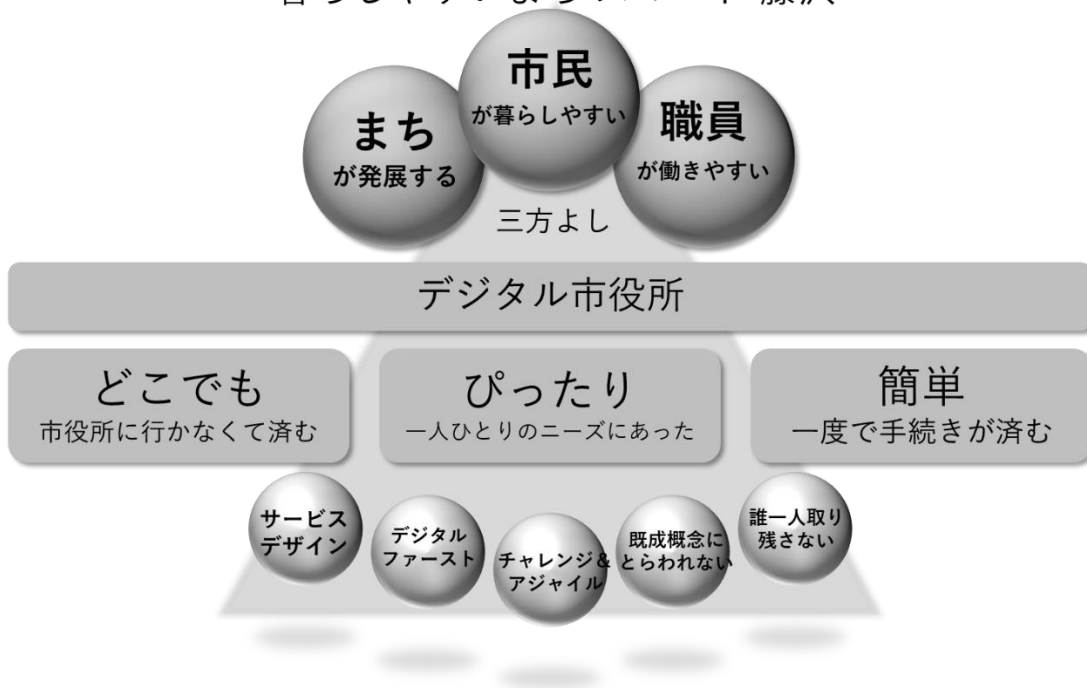 市民
が暮らしやすい
まち
が発展する
職員
が働きやすい
三方よし
デジタル市役所
どこでも
市役所に行かなくて済む
ぴったり
一人ひとりのニーズにあった
簡単
一度で手続きが済む
サービス
デザイン
デジタル
ファースト
チャレンジ&
アジャイル
既成概念に
とらわれない
誰一人取り
残さない